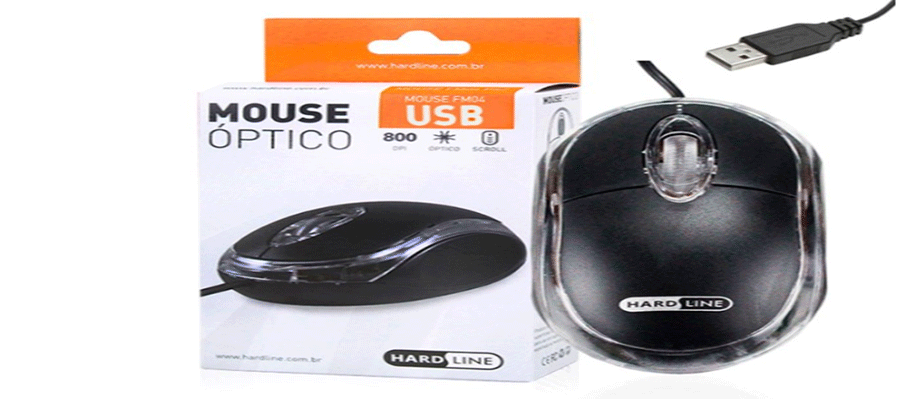 www.hardline.com.br
MOUSE
ÓPTICO
MOUSE FM04
USB
800
DPI
ÓPTICO
SCROLL
MOUSE
HARD LINE
www.hardline.com.br
HARD LINE